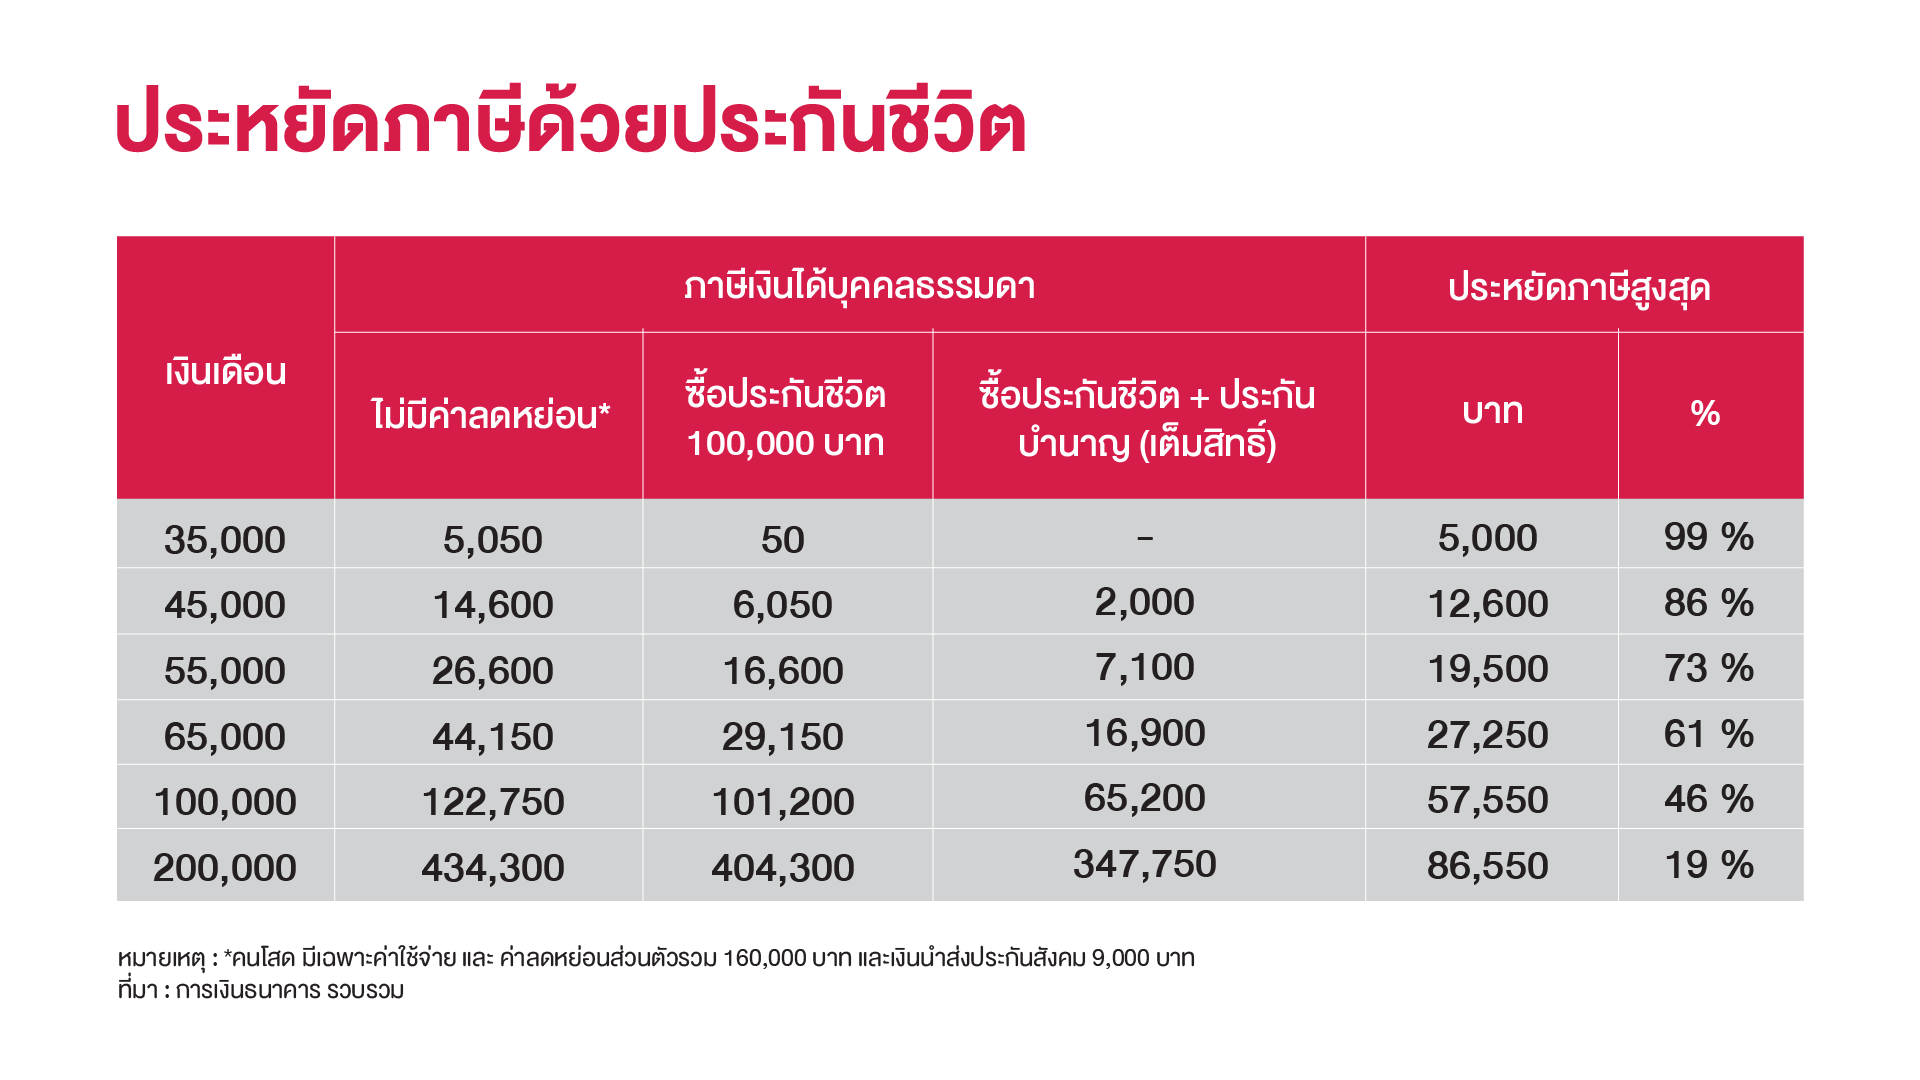 ประหยัดภาษีด้วยประกันชีวิต
เงินเดือน
ภาษีเงินได้บุคคลธรรมดา
ประหยัดภาษีสูงสุด
ไม่มีค่าลดหย่อน*
ซื้อประกันชีวิต
100,000 บาท
ซื้อประกันชีวิต + ประกัน
บำนาญ (เต็มสิทธิ์)
บาท
%
35,000 5,050 50 - 5,000 99 %
45,000 14,600 6,050 2,000 12,600 86 %
55,000 26,600 16,600 7,100 19,500 73 %
65,000 44,150 29,150 16,900 27,250 61 %
100,000 122,750 101,200 65,200 57,550 46 %
200,000 434,300 404,300 347,750 86,550 19 %
หมายเหตุ : *คนโสด มีเฉพาะค่าใช้จ่าย และ ค่าลดหย่อนส่วนตัวรวม 160,000 บาท และเงินนำส่งประกันสังคม 9,000 บาท
ที่มา : การเงินธนาคาร รวบรวม